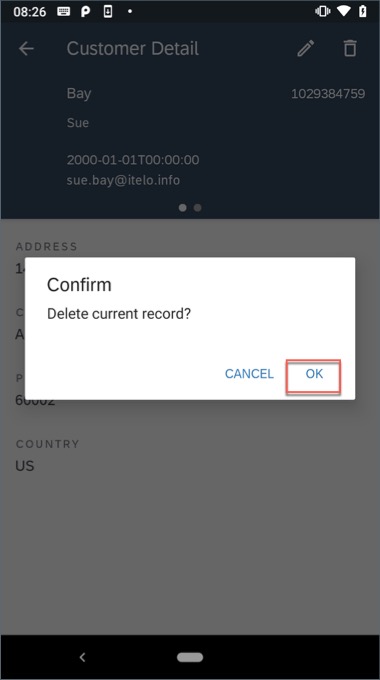 08:26
Customer Detail
Bay 1029384759
Sue
2000-01-01T00:00:00
sue.bay@itelo.info
ADDRESS
Confirm
Delete current record?
CANCEL OK
60002
COUNTRY
US